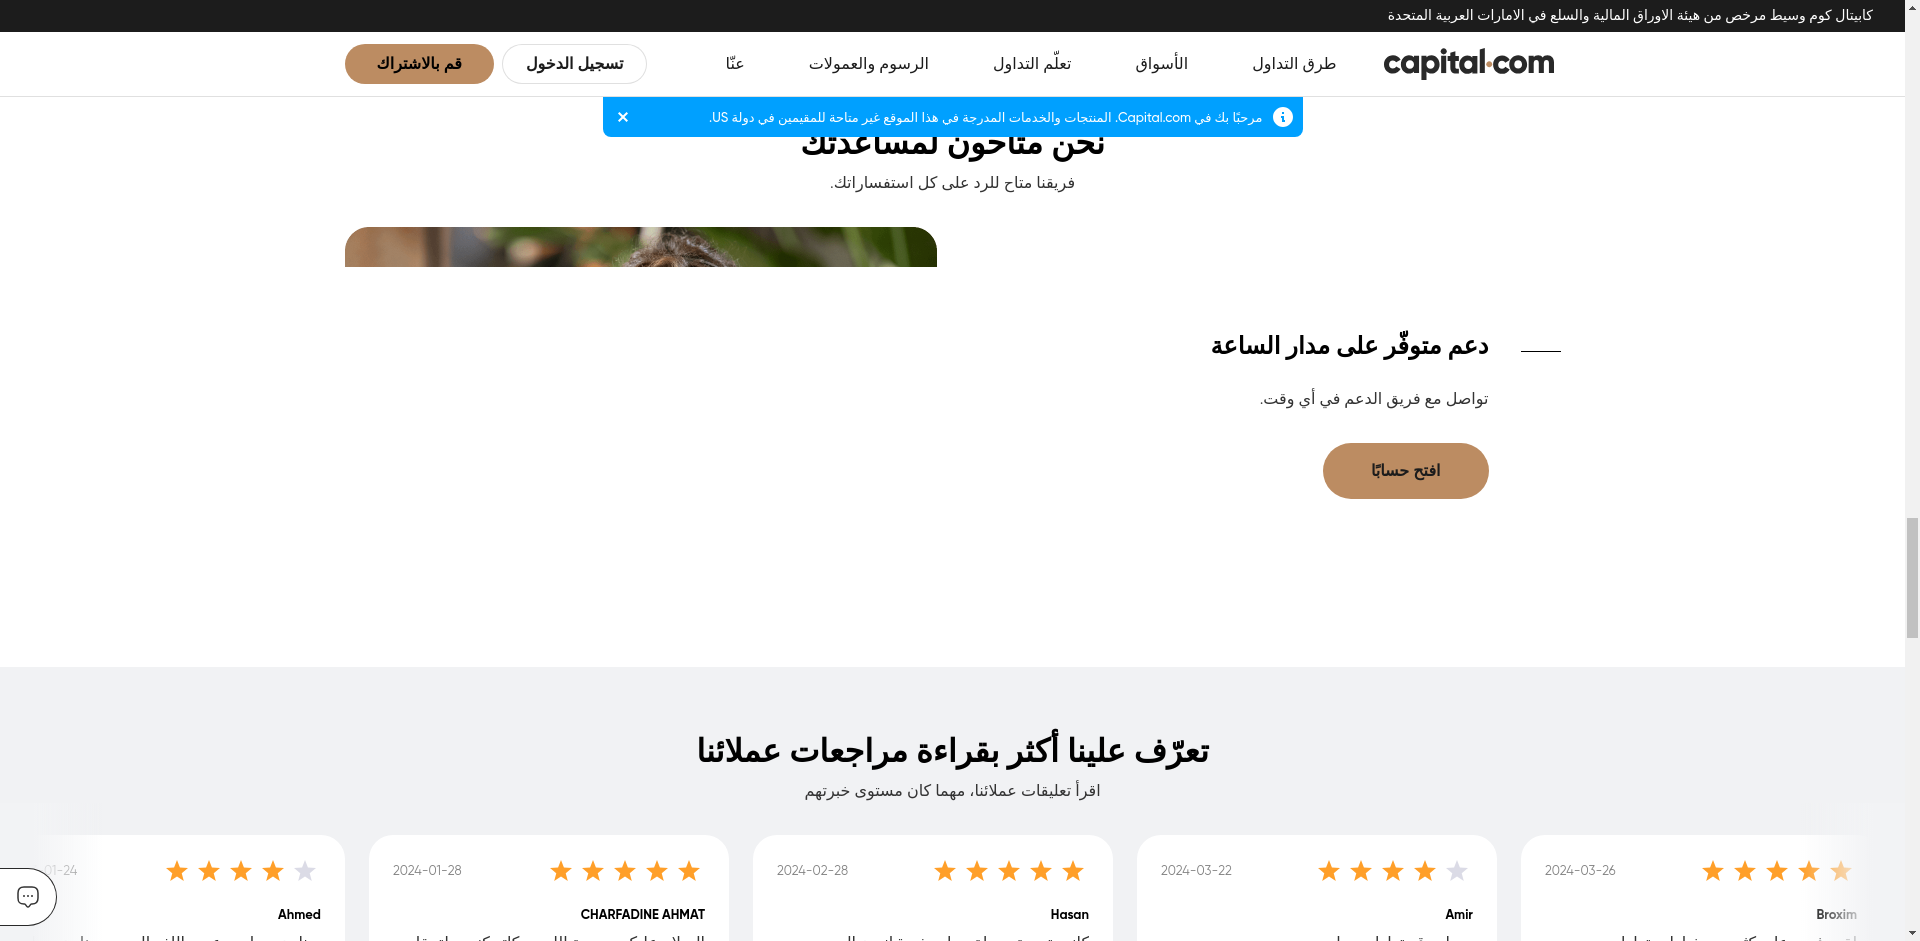 كابيتال كوم وسيط مرخص من هيئة الاوراق المالية والسلع في الامارات العربية المتحدة
capital.com
طرق التداول
الأسواق
تعلّم التداول
الرسوم والعمولات
عنّا
تسجيل الدخول
قم بالاشتراك
مرحبًا بك في Capital.com. المنتجات والخدمات المدرجة في هذا الموقع غير متاحة للمقيمين في دولة US.
نحن متاحون لمساعدتك
فريقنا متاح للرد على كل استفساراتك.
دعم متوفّر على مدار الساعة
تواصل مع فريق الدعم في أي وقت.
افتح حسابًا
تعرّف علينا أكثر بقراءة مراجعات عملائنا
اقرأ تعليقات عملائنا، مهما كان مستوى خبرتهم
2024-03-26
Broxim
2024-03-22
Amir
2024-02-28
Hasan
2024-01-28
CHARFADINE AHMAT
01-24
Ahmed